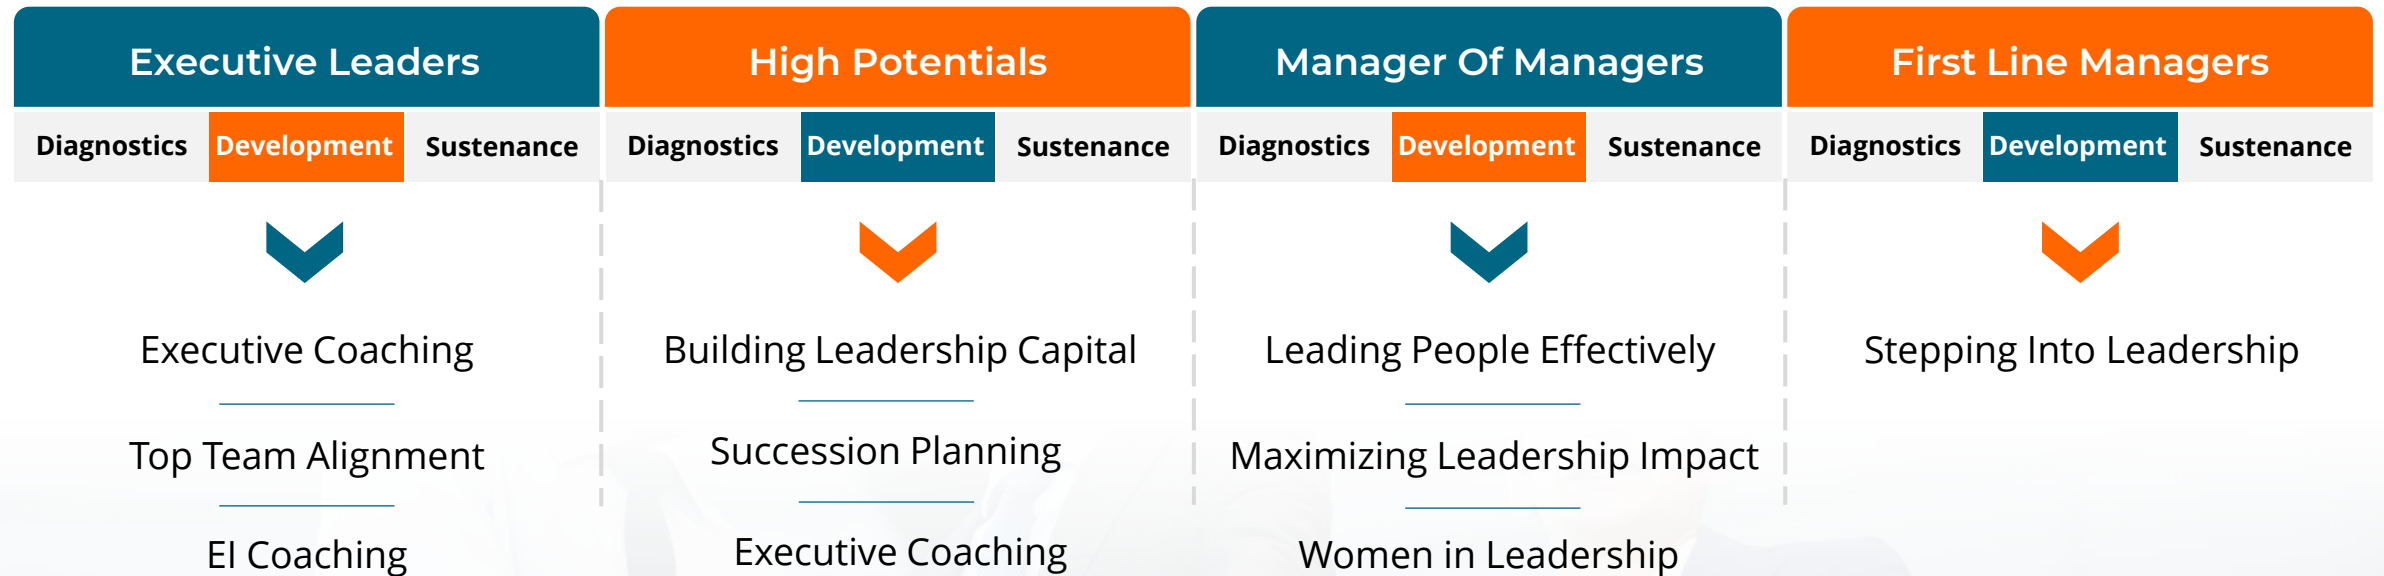 Executive Leaders
High Potentials
Manager Of Managers
First Line Managers
Diagnostics Development Sustenance
Diagnostics Development Sustenance
Diagnostics Development Sustenance
Diagnostics Development Sustenance
Executive Coaching
Top Team Alignment
EI Coaching
Building Leadership Capital
Succession Planning
Executive Coaching
Leading People Effectively
Maximizing Leadership Impact
Women in Leadership
Stepping Into Leadership